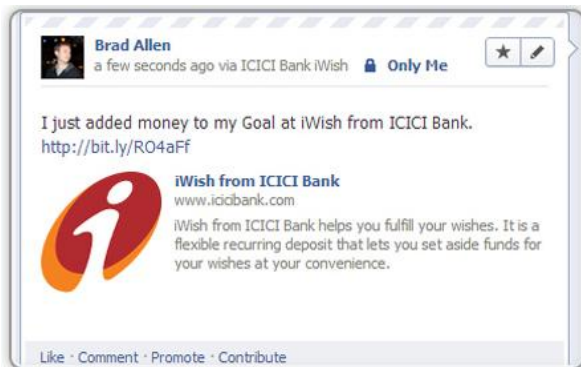 Brad Allen
a few seconds ago via ICICI Bank iWish Only Me
I just added money to my Goal at iWish from ICICI Bank.
http://bit.ly/RO4aFf
iWish from ICICI Bank
www.icicibank.com
iWish from ICICI Bank helps you fulfill your wishes. It is a
flexible recurring deposit that lets you set aside funds for
your wishes at your convenience.
Like · Comment · Promote · Contribute